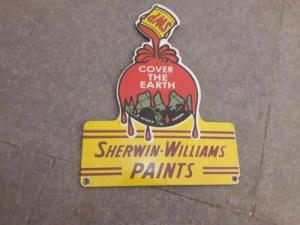 SWP
COVER
THE
EARTH
SHERWIN-WILLIAMS
PAINTS